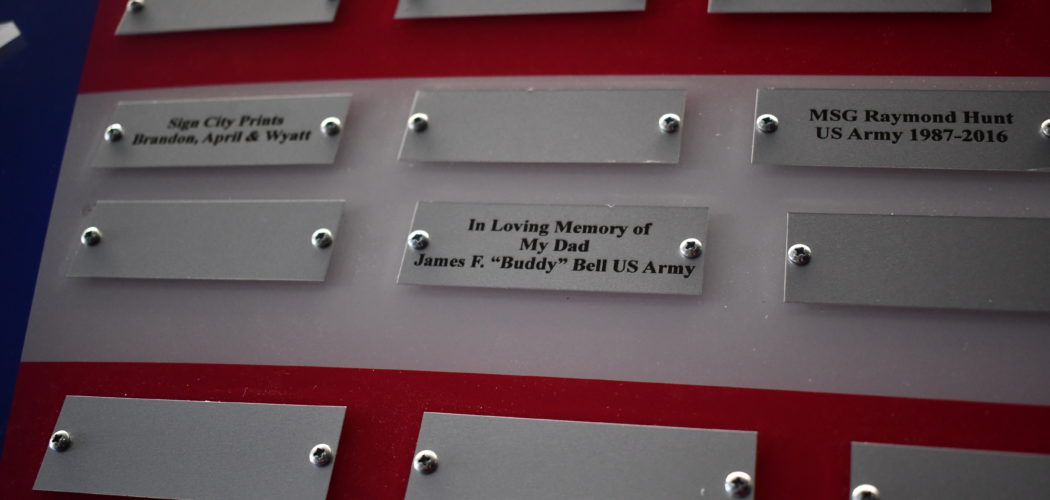 Sign City Prints
Brandon, April & Wyatt
MSG Raymond Hunt
US Army 1987-2016
In Loving Memory of
My Dad
James F. “Buddy” Bell US Army